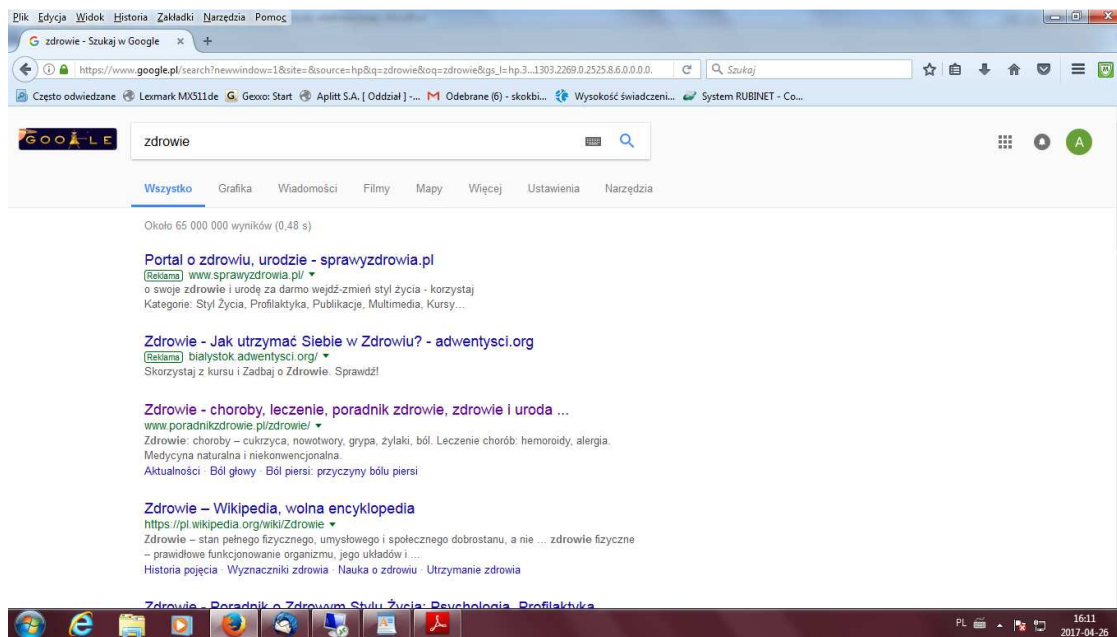 Plik Edycja Widok Historia Zakładki Narzędzia Pomoc
G zdrowie - Szukaj w Google × +
https://www.google.pl/search?newwindow=1&site=&source=hp&q=zdrowie&oq=zdrowie&gs_l=hp.3...1303.2269.0.2525.8.6.0.0.0.0. Szukaj
Często odwiedzane Lexmark MX511de G Gexxo: Start Aplitt S.A. [ Oddział ] -... Odebrane (6) - skokbi... Wysokość świadczeni... System RUBINET - Co...
GOOGLE zdrowie A
Wszystko Grafika Wiadomości Filmy Mapy Więcej Ustawienia Narzędzia
Około 65 000 000 wyników (0,48 s)
Portal o zdrowiu, urodzie - sprawyzdrowia.pl
Reklama www.sprawyzdrowia.pl/
o swoje zdrowie i urodę za darmo wejdź-zmień styl życia - korzystaj
Kategorie: Styl Życia, Profilaktyka, Publikacje, Multimedia, Kursy…
Zdrowie - Jak utrzymać Siebie w Zdrowiu? - adwentysci.org
Reklama bialystok.adwentysci.org/
Skorzystaj z kursu i Zadbaj o Zdrowie. Sprawdź!
Zdrowie - choroby, leczenie, poradnik zdrowie, zdrowie i uroda ...
www.poradnikzdrowie.pl/zdrowie/
Zdrowie: choroby – cukrzyca, nowotwory, grypa, żylaki, ból. Leczenie chorób: hemoroidy, alergia.
Medycyna naturalna i niekonwencjonalna.
Aktualności · Ból głowy · Ból piersi: przyczyny bólu piersi
Zdrowie – Wikipedia, wolna encyklopedia
https://pl.wikipedia.org/wiki/Zdrowie
Zdrowie – stan pełnego fizycznego, umysłowego i społecznego dobrostanu, a nie ... zdrowie fizyczne
– prawidłowe funkcjonowanie organizmu, jego układów i ...
Historia pojęcia · Wyznaczniki zdrowia · Nauka o zdrowiu · Utrzymanie zdrowia
Zdrowie - Poradnik o Zdrowym Stylu Życia: Psychologia, Profilaktyka
PL 16:11
2017-04-26